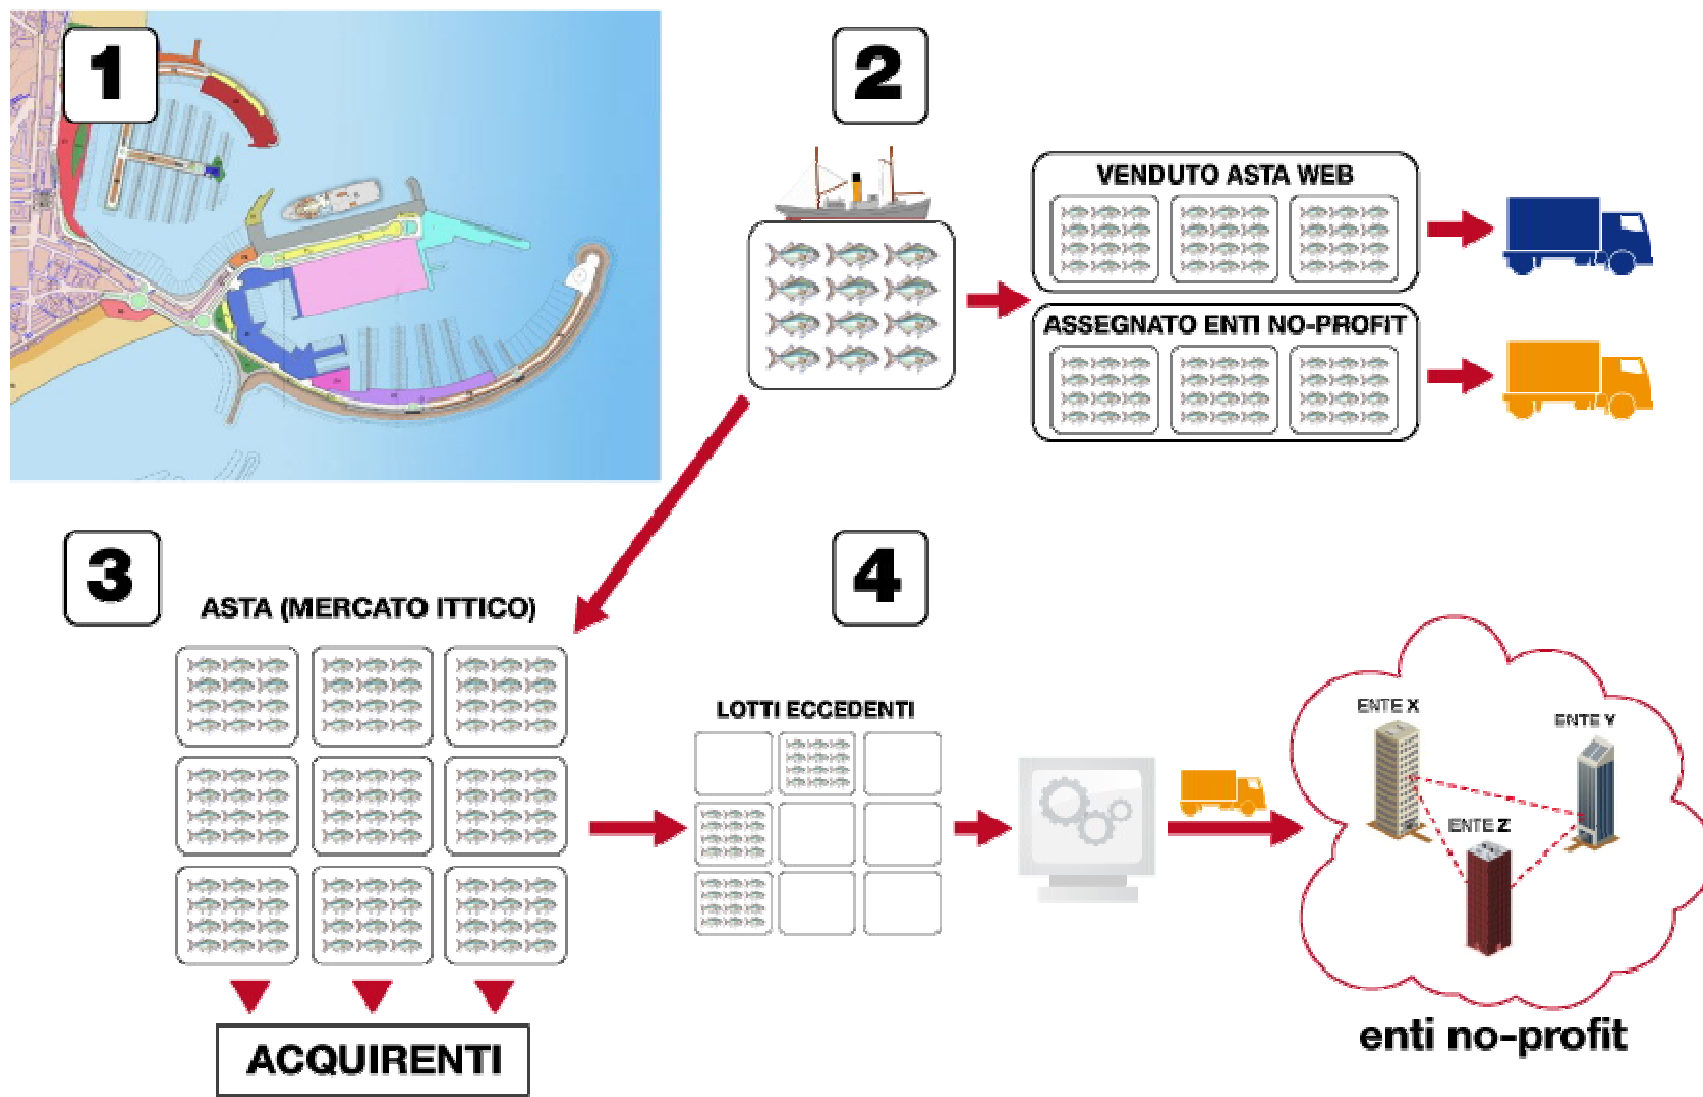 1
2
VENDUTO ASTA WEB
ASSEGNATO ENTI NO-PROFIT
3
ASTA (MERCATO ITTICO)
ACQUIRENTI
4
LOTTI ECCEDENTI
ENTE X
ENTE Y
ENTE Z
enti no-profit